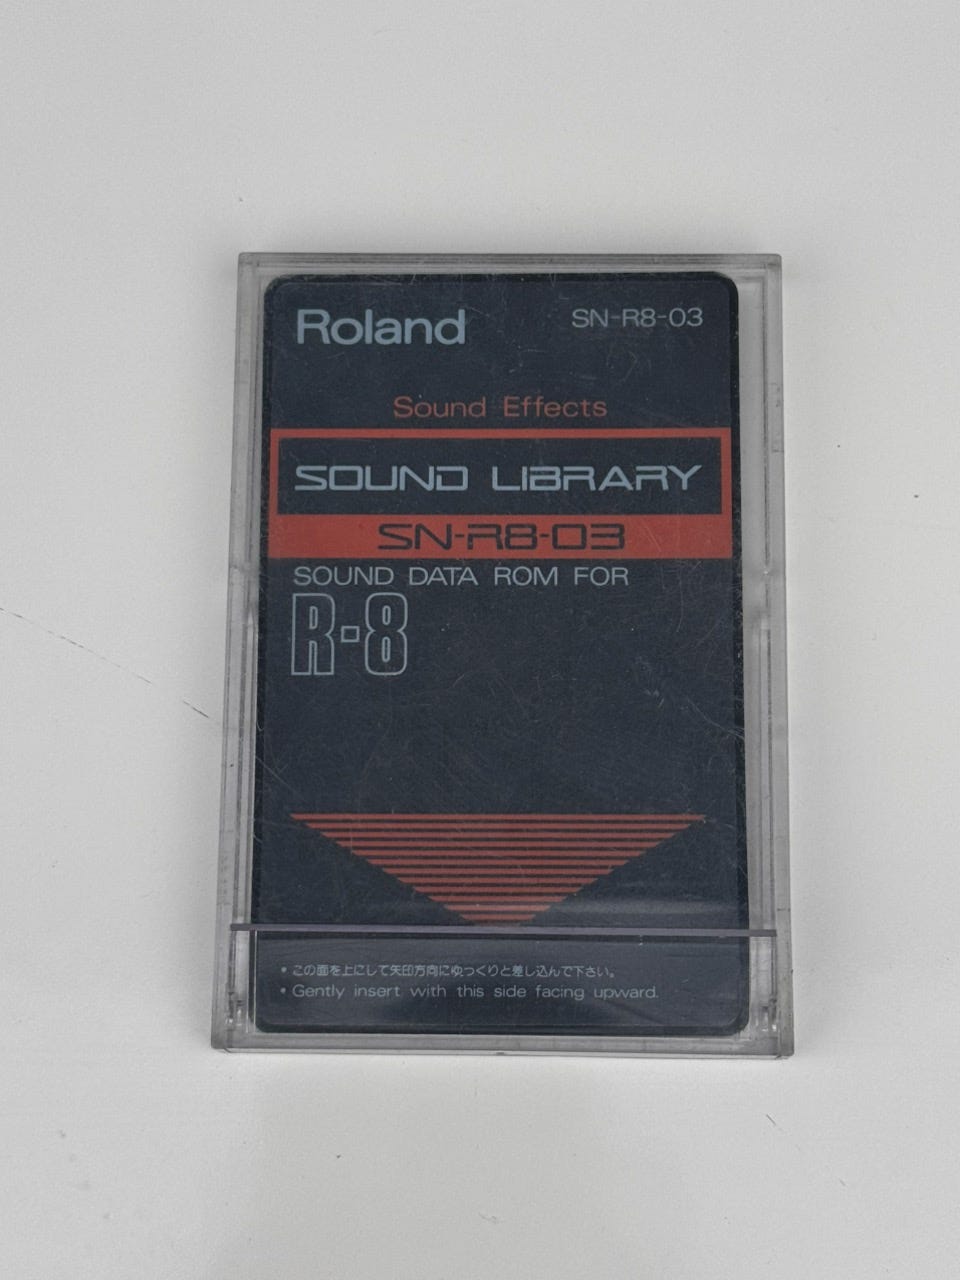 Roland
SN-R8-03
Sound Effects
SOUND LIBRARY
SN-R8-03
SOUND DATA ROM FOR
R-8
• この面を上にして矢印方向にゆっくりと差し込んで下さい。
• Gently insert with this side facing upward.